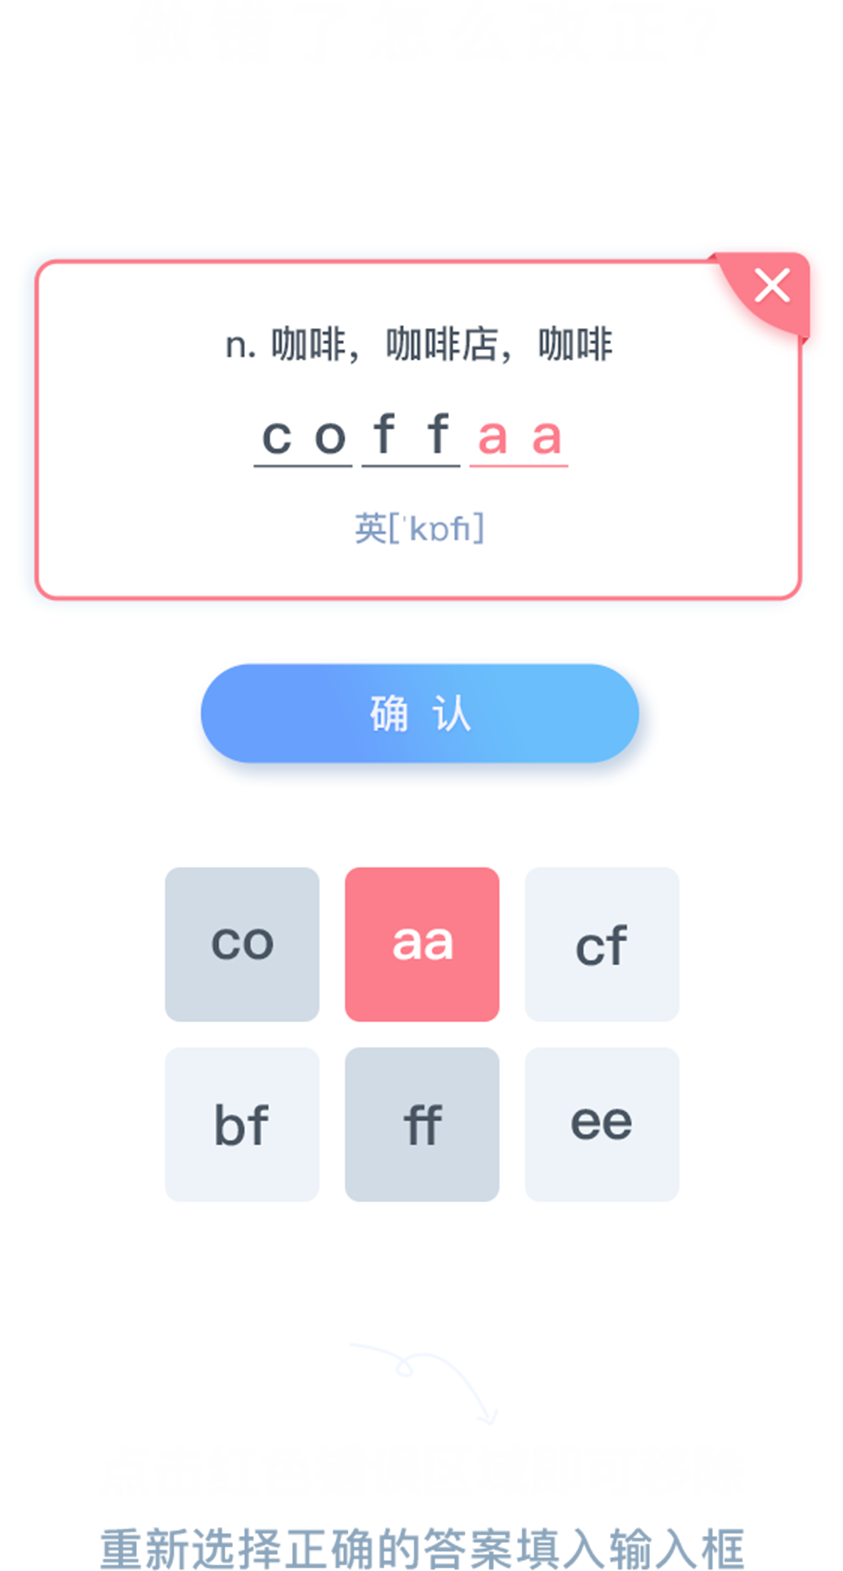 n. 咖啡，咖啡店，咖啡
c o f f a a
英[ˈkɒfi]
确 认
co aa cf
bf ff ee
重新选择正确的答案填入输入框